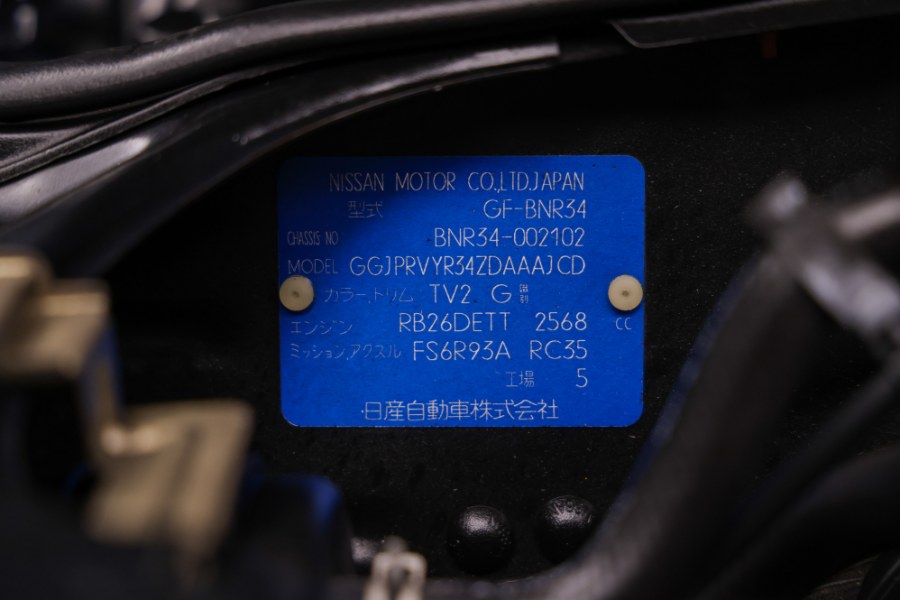 NISSAN MOTOR CO.,LTD.JAPAN
型式 GF-BNR34
CHASSIS NO BNR34-002102
MODEL GGJPRVYR34ZDAAAJCD
カラー,トリム TV2 G
エンジン RB26DETT 2568 CC
ミッション,アクスル FS6R93A RC35
工場 5
日産自動車株式会社